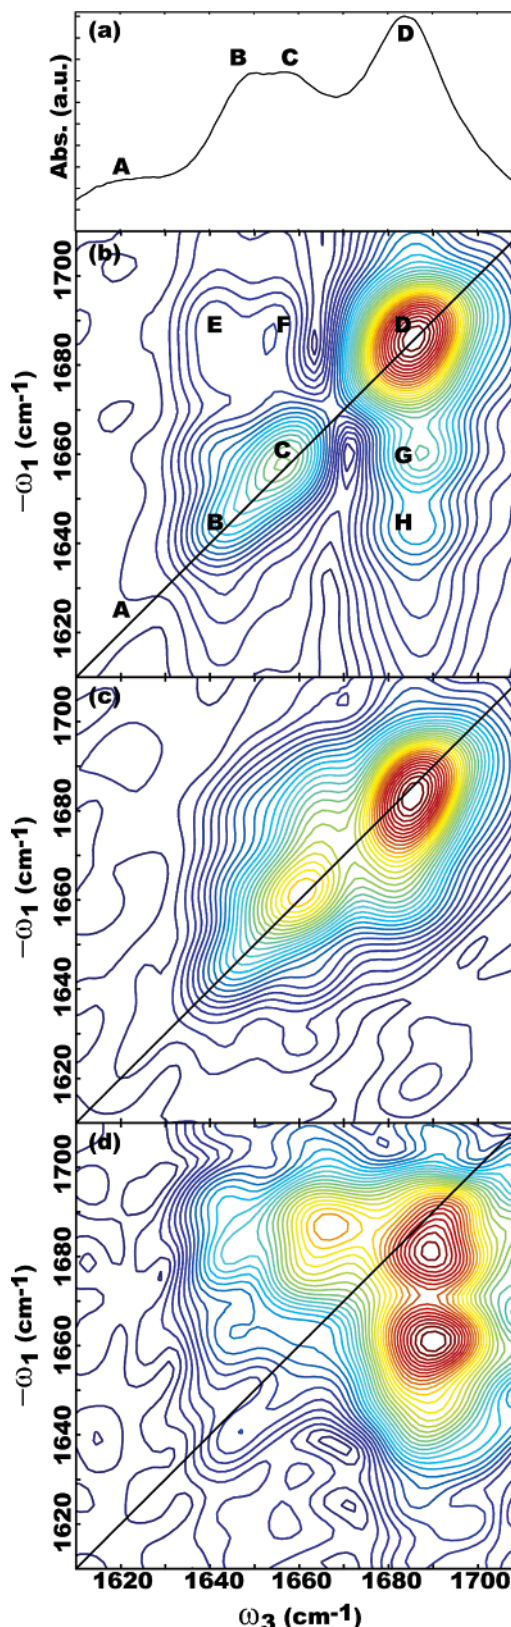 (a)
Abs. (a.u.)
A
B
C
D
(b)
−ω1 (cm-1)
1700
1680
1660
1640
1620
E
F
D
C
G
B
H
A
(c)
−ω1 (cm-1)
1700
1680
1660
1640
1620
(d)
−ω1 (cm-1)
1700
1680
1660
1640
1620
1620 1640 1660 1680 1700
ω3 (cm-1)